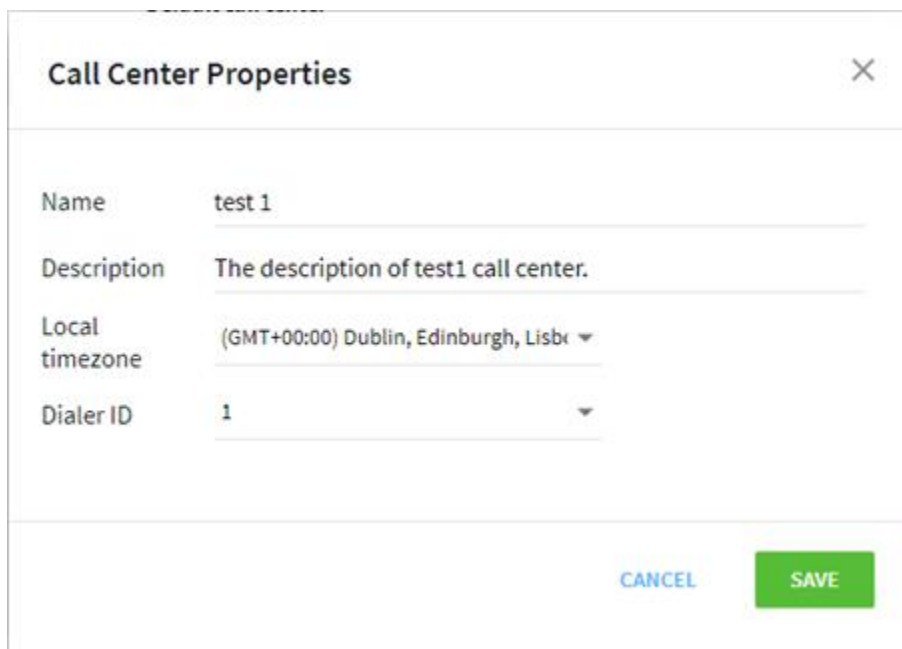 Call Center Properties
Name test 1
Description The description of test1 call center.
Local
timezone
(GMT+00:00) Dublin, Edinburgh,
Dialer ID 1
CANCEL SAVE